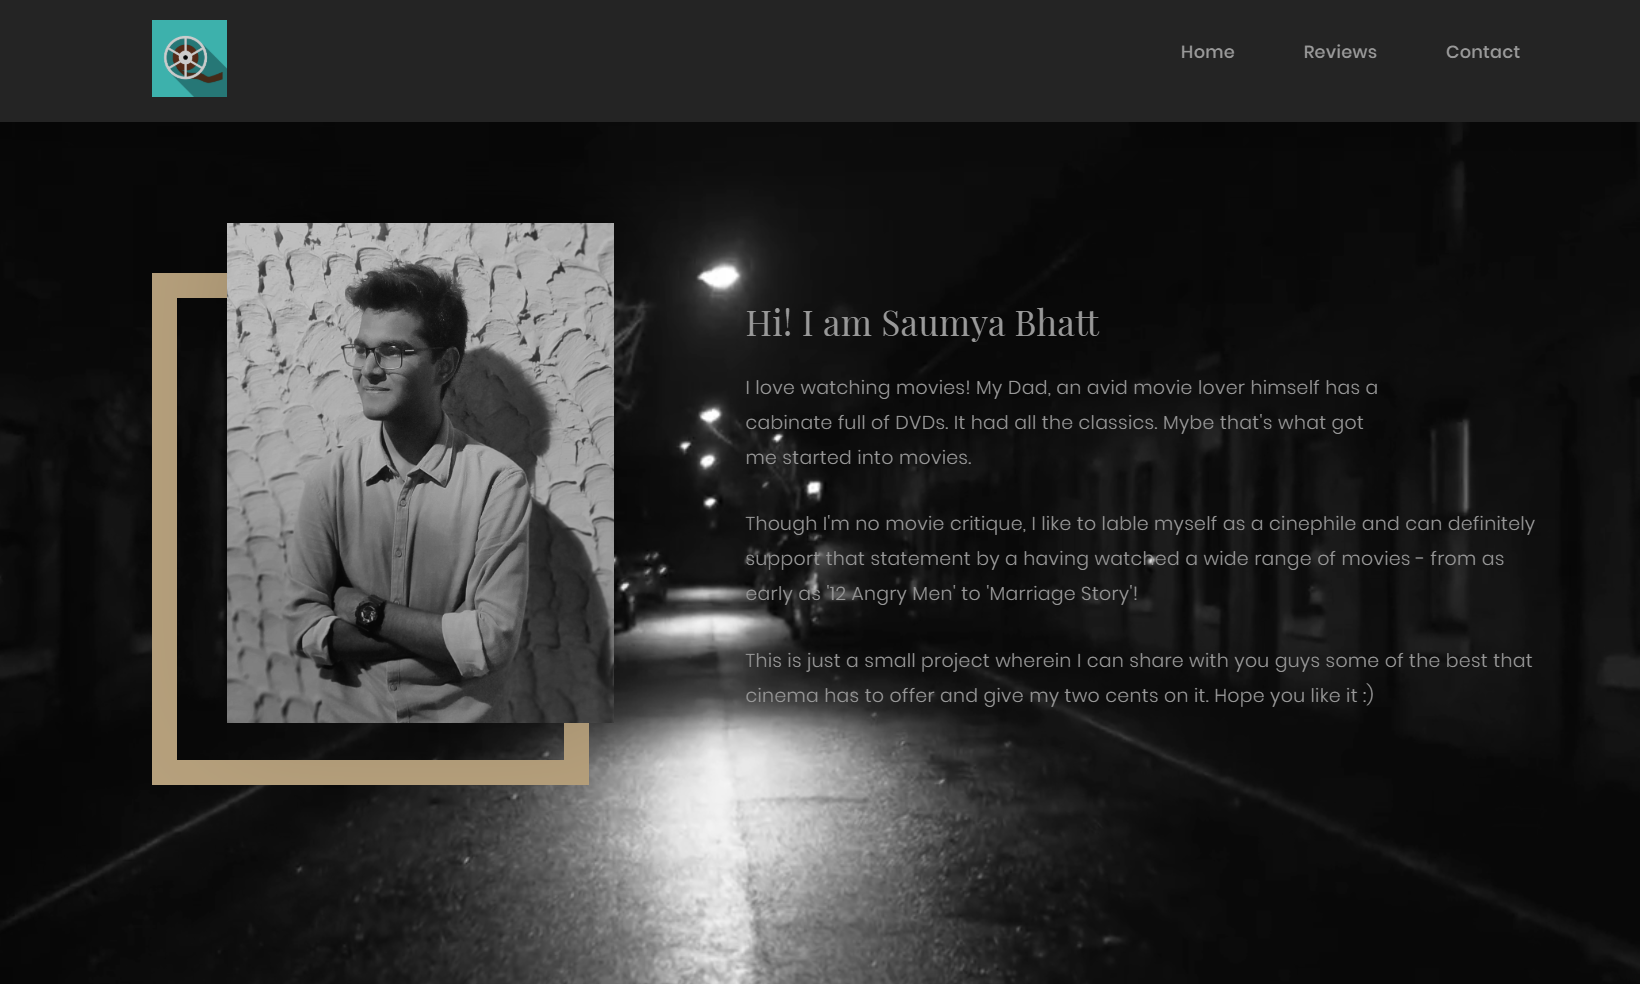 Home Reviews Contact
Hi! I am Saumya Bhatt
I love watching movies! My Dad, an avid movie lover himself has a
cabinate full of DVDs. It had all the classics. Mybe that's what got
me started into movies.
Though I'm no movie critique, I like to lable myself as a cinephile and can definitely
support that statement by a having watched a wide range of movies - from as
early as '12 Angry Men' to 'Marriage Story'!
This is just a small project wherein I can share with you guys some of the best that
cinema has to offer and give my two cents on it. Hope you like it :)